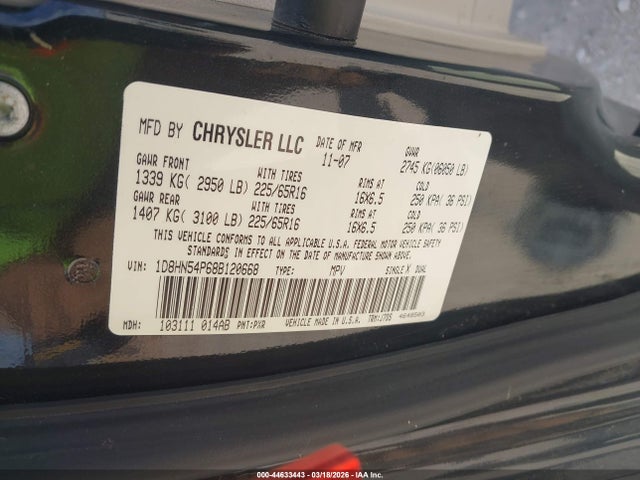 MFD BY CHRYSLER LLC DATE OF MFR 11-07 GVWR 2745 KG(06050 LB)
GAWR FRONT WITH TIRES RIMS AT COLD
1339 KG( 2950 LB) 225/65R16 16X6.5 250 KPA( 36 PSI)
GAWR REAR WITH TIRES RIMS AT COLD
1407 KG( 3100 LB) 225/65R16 16X6.5 250 KPA( 36 PSI)
THIS VEHICLE CONFORMS TO ALL APPLICABLE U.S.A. FEDERAL MOTOR VEHICLE SAFETY
STANDARDS IN EFFECT ON THE DATE OF MANUFACTURE SHOWN ABOVE.
VIN: 1D8HN54P68B120668 TYPE: MPV SINGLE X DUAL
MDH: 103111 014AB PNT:PXR VEHICLE MADE IN U.S.A. TRM:
000-44633443 | 03/18/2026 | IAA Inc.